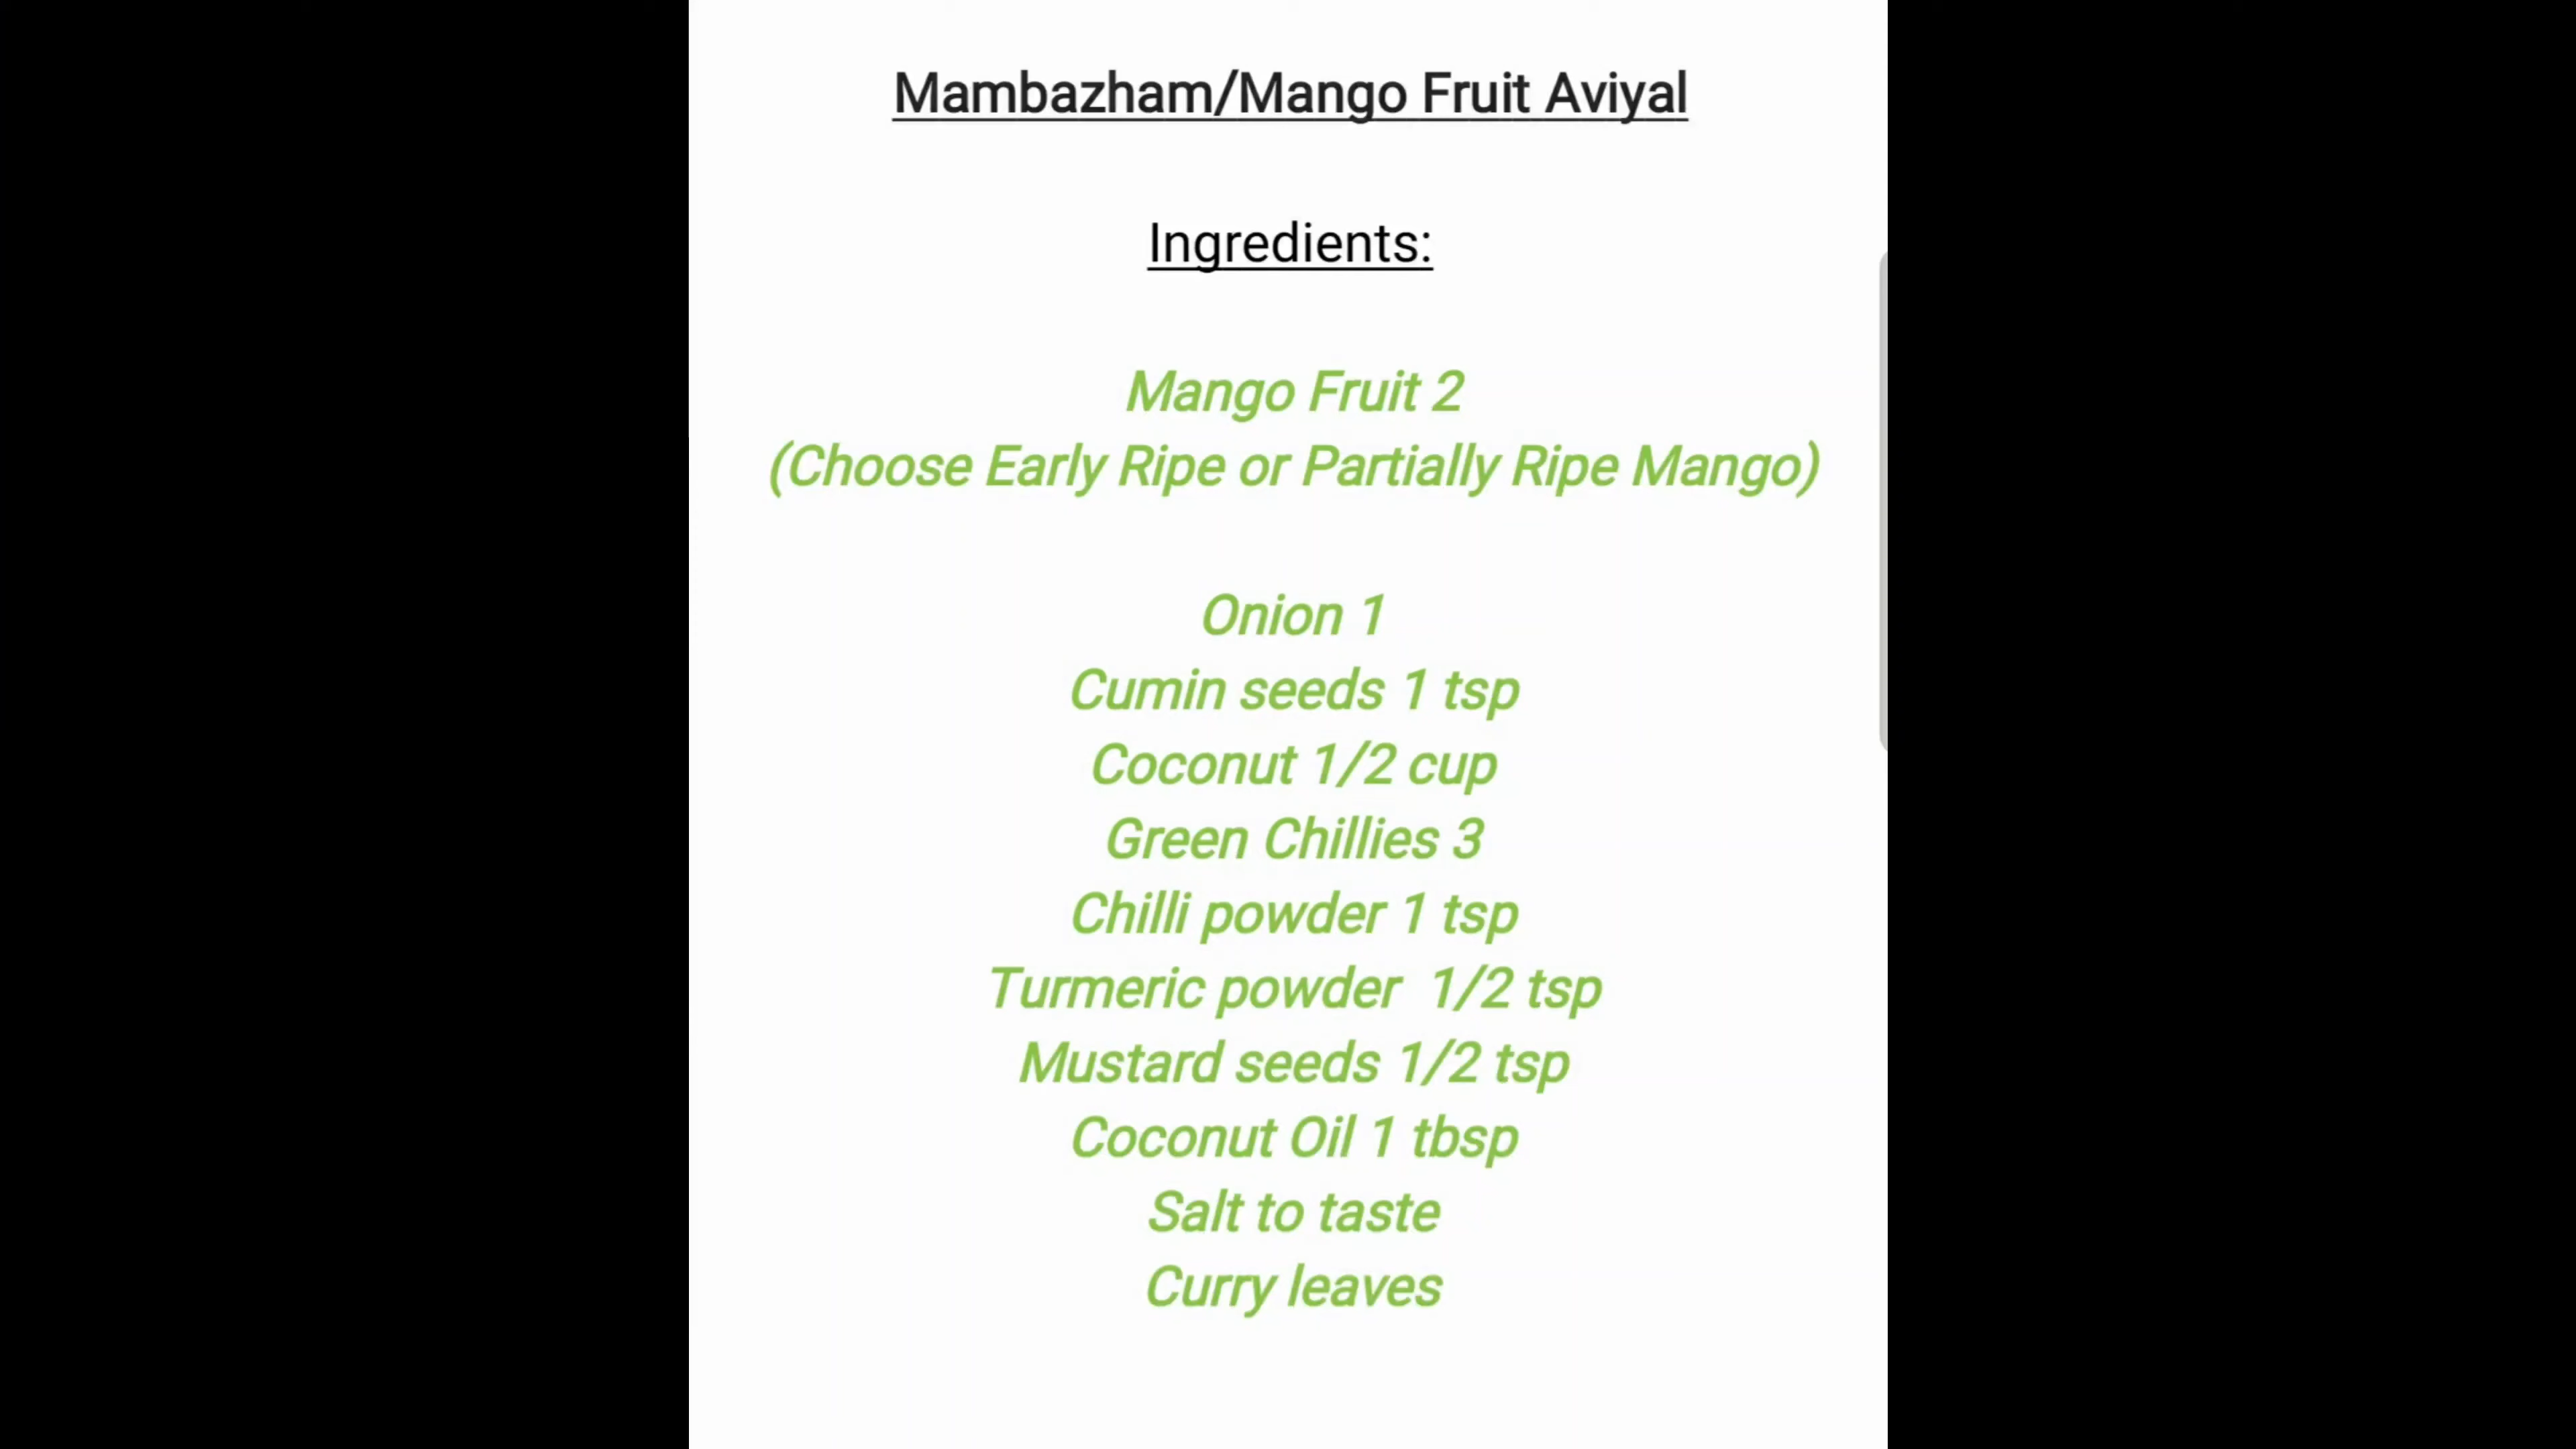 Mambazham/Mango Fruit Aviyal
Ingredients:
Mango Fruit 2
(Choose Early Ripe or Partially Ripe Mango)
Onion 1
Cumin seeds 1 tsp
Coconut 1/2 cup
Green Chillies 3
Chilli powder 1 tsp
Turmeric powder  1/2 tsp
Mustard seeds 1/2 tsp
Coconut Oil 1 tbsp
Salt to taste
Curry leaves